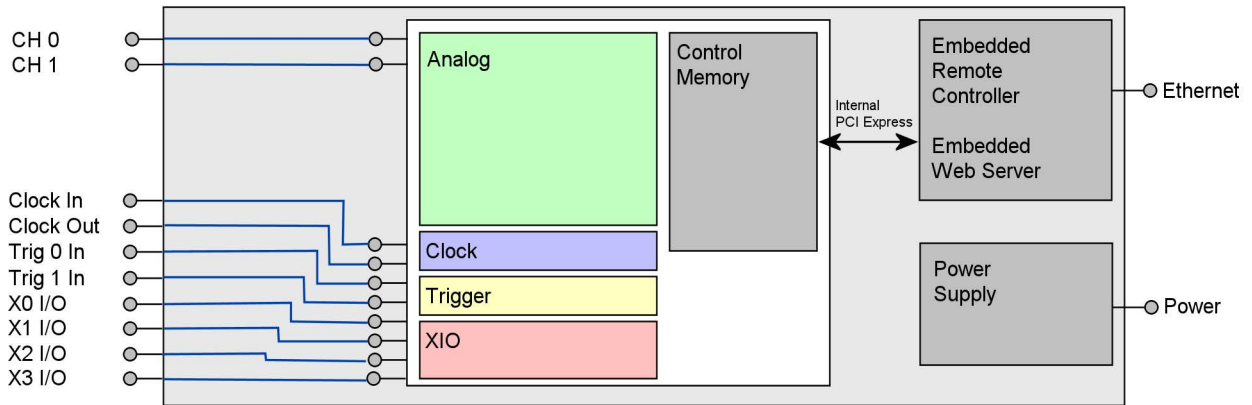 CH 0
CH 1
Clock In
Clock Out
Trig 0 In
Trig 1 In
X0 I/O
X1 I/O
X2 I/O
X3 I/O
Analog
Clock
Trigger
XIO
Control
Memory
Internal
PCI Express
Embedded
Remote
Controller
Embedded
Web Server
Power
Supply
Ethernet
Power